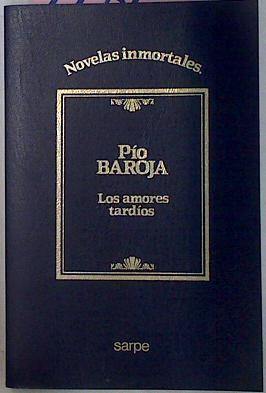 Novelas inmortales.
Pío
BAROJA
Los amores
tardíos
sarpe